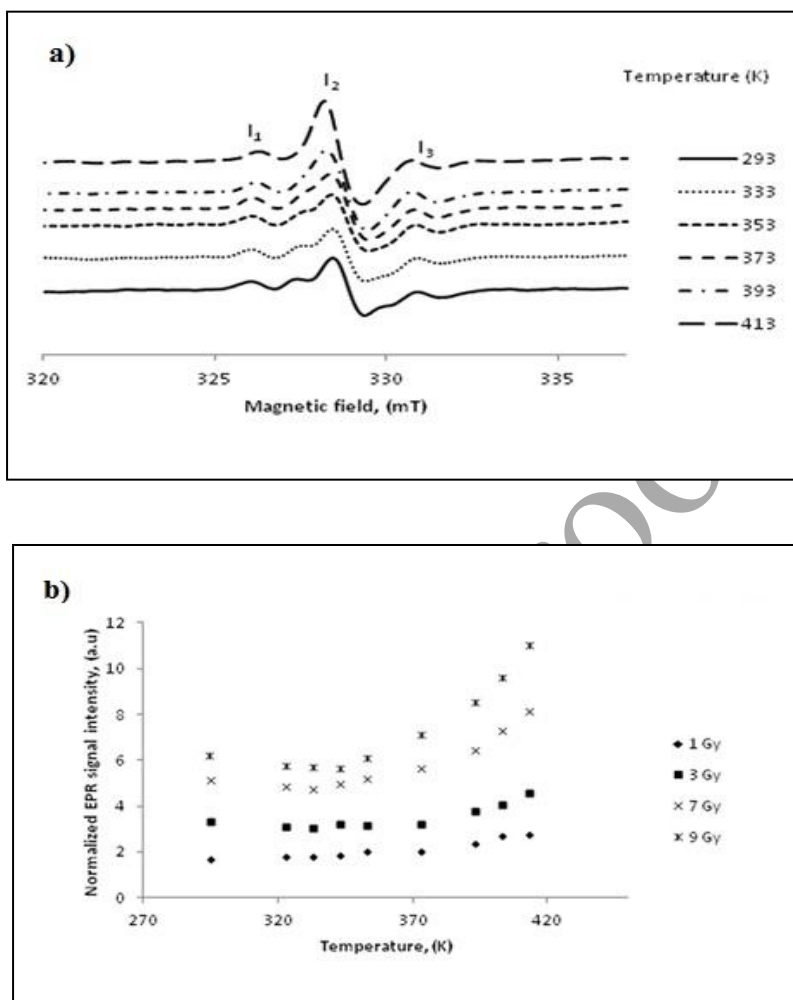 a)
Temperature (K)
I₂
I₁
I₃
293
333
353
373
393
413
320
325
330
335
Magnetic field, (mT)
b)
Normalized EPR signal intensity, (a.u)
12
10
8
6
4
2
0
270
320
370
420
Temperature, (K)
1 Gy
3 Gy
7 Gy
9 Gy